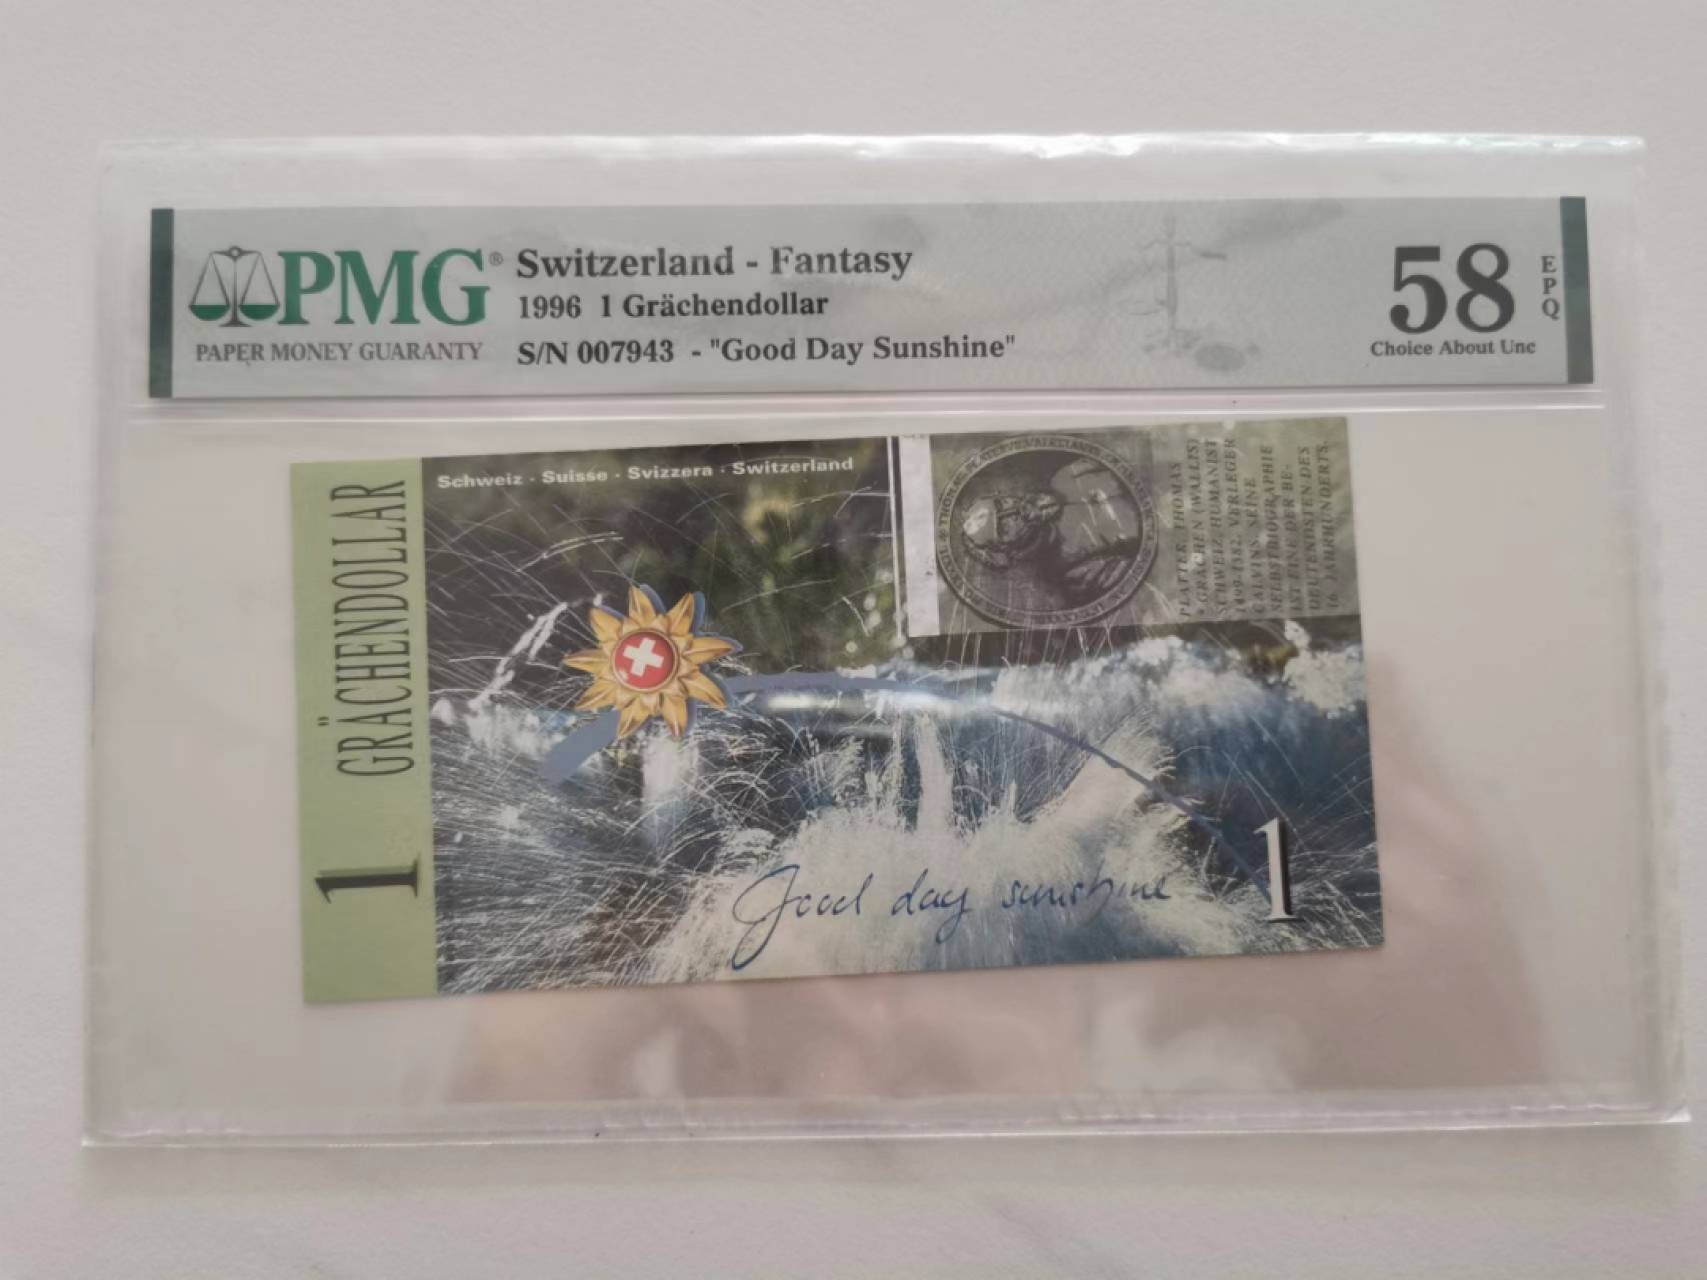 PMG®
PAPER MONEY GUARANTY
Switzerland - Fantasy
1996 1 Grächendollar
S/N 007943 - "Good Day Sunshine"
58
EPQ
Choice About Unc
1 GRÄCHENDOLLAR
Schweiz · Suisse · Svizzera · Switzerland
PLATTER, THOMAS
* GRÄCHEN (WALLIS)
SCHWEIZ. HUMANIST
1499-1582, VERLEGER
CALVINS. SEINE
SELBSTBIOGRAPHIE
IST EINE DER BE-
DEUTENDSTEN DES
16. JAHRHUNDERTS.
Good day sunshine
1